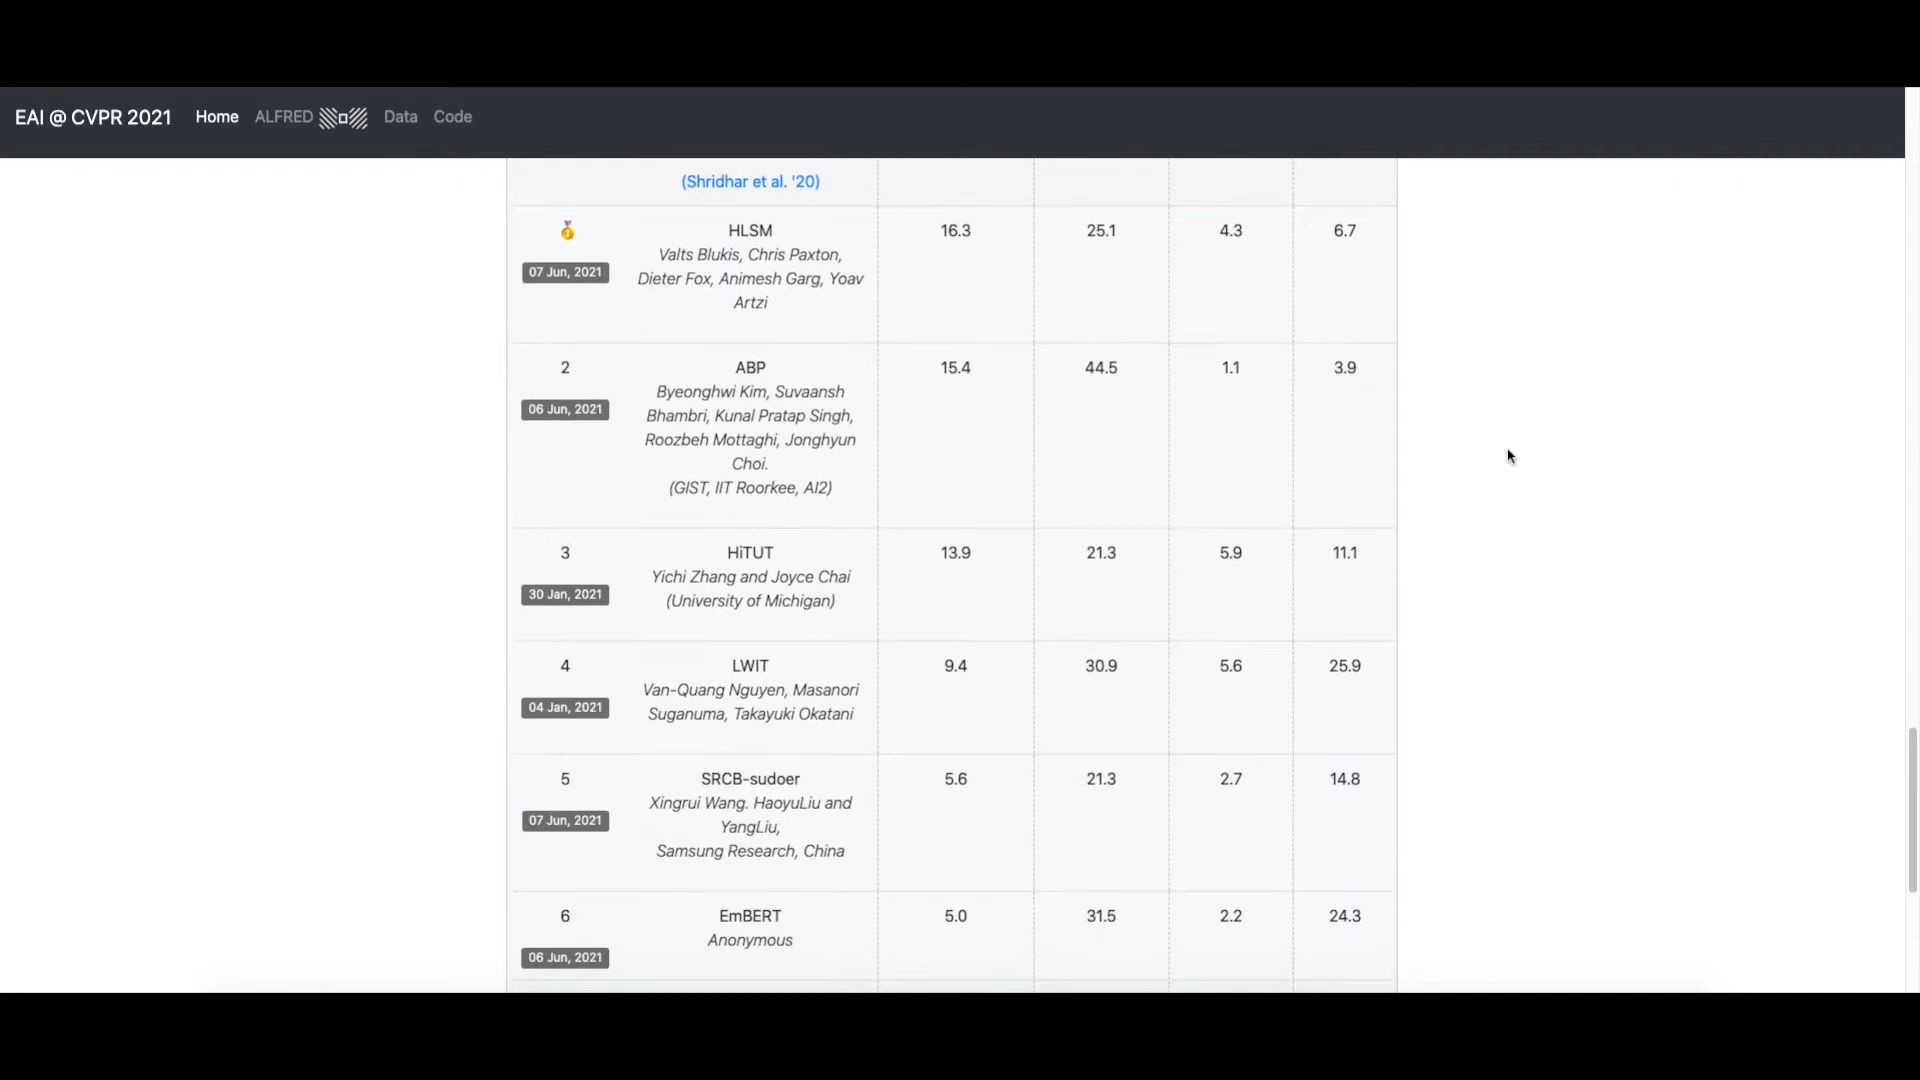 EAI @ CVPR 2021 Home ALFRED Data Code
(Shridhar et al. '20)
HLSM 16.3 25.1 4.3 6.7
07 Jun, 2021
Valts Blukis, Chris Paxton,
Dieter Fox, Animesh Garg, Yoav
Artzi
2 ABP 15.4 44.5 1.1 3.9
06 Jun, 2021
Byeonghwi Kim, Suvaansh
Bhambri, Kunal Pratap Singh,
Roozbeh Mottaghi, Jonghyun
Choi.
(GIST, IIT Roorkee, AI2)
3 HiTUT 13.9 21.3 5.9 11.1
30 Jan, 2021
Yichi Zhang and Joyce Chai
(University of Michigan)
4 LWIT 9.4 30.9 5.6 25.9
04 Jan, 2021
Van-Quang Nguyen, Masanori
Suganuma, Takayuki Okatani
5 SRCB-sudoer 5.6 21.3 2.7 14.8
07 Jun, 2021
Xingrui Wang. HaoyuLiu and
YangLiu,
Samsung Research, China
6 EmBERT 5.0 31.5 2.2 24.3
Anonymous
06 Jun, 2021